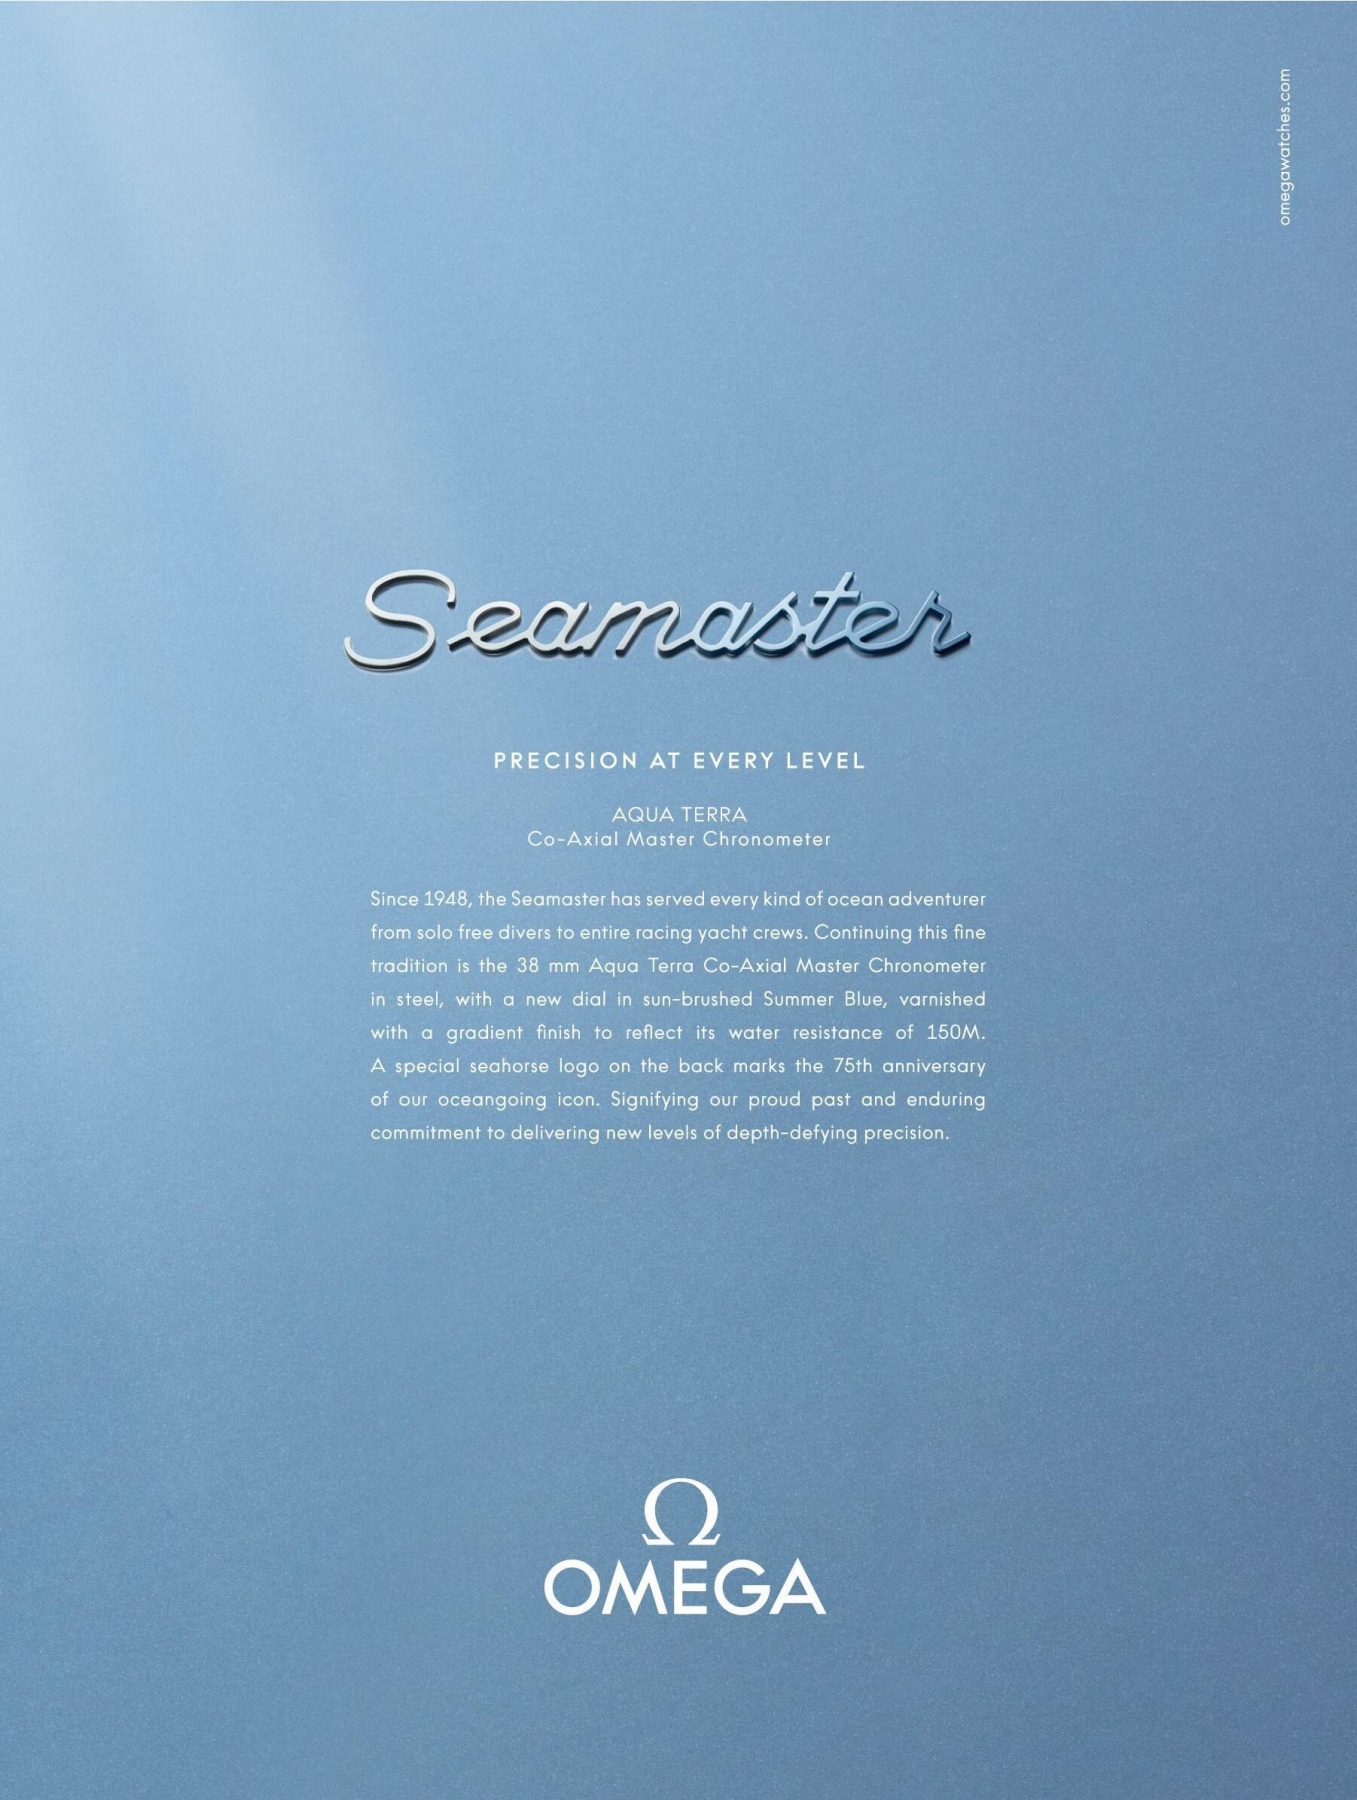 omegawatches.com
Seamaster
PRECISION AT EVERY LEVEL
AQUA TERRA
Co-Axial Master Chronometer
Since 1948, the Seamaster has served every kind of ocean adventurer
from solo free divers to entire racing yacht crews. Continuing this fine
tradition is the 38 mm Aqua Terra Co-Axial Master Chronometer
in steel, with a new dial in sun-brushed Summer Blue, varnished
with a gradient finish to reflect its water resistance of 150M.
A special seahorse logo on the back marks the 75th anniversary
of our oceangoing icon. Signifying our proud past and enduring
commitment to delivering new levels of depth-defying precision.
Ω
OMEGA